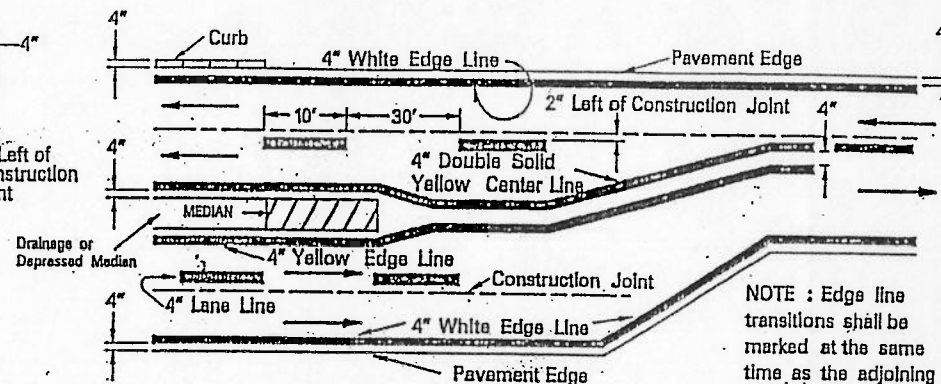 4"
4"
Curb
4" White Edge Line
Pavement Edge
4"
10'
30'
2" Left of Construction Joint
4"
Left of
nstruction
nt
4"
4" Double Solid
Yellow Center Line
MEDIAN
Drainage or
Depressed Median
4" Yellow Edge Line
4" Lane Line
Construction Joint
4"
4" White Edge Line
Pavement Edge
NOTE : Edge line
transitions shall be
marked at the same
time as the adjoining